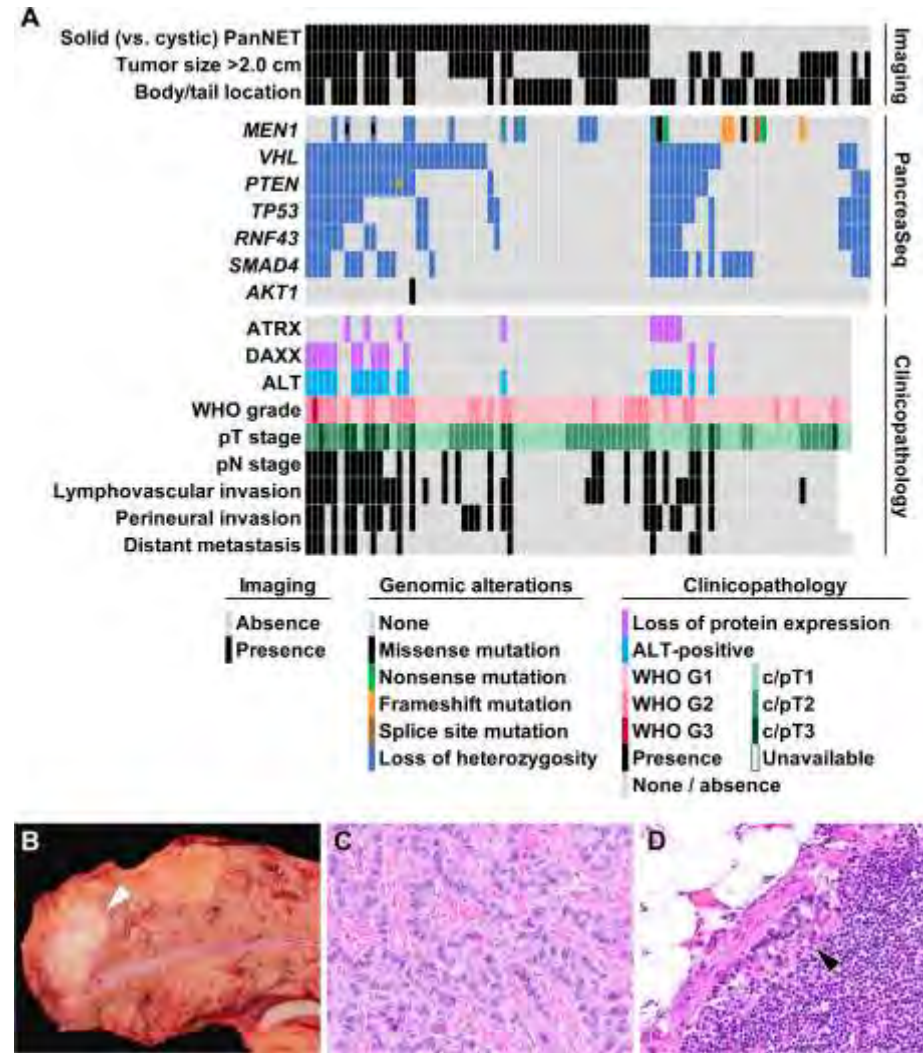 A
Solid (vs. cystic) PanNET
Tumor size >2.0 cm
Body/tail location
Imaging
MEN1
VHL
PTEN
TP53
RNF43
SMAD4
AKT1
PancreaSeq
ATRX
DAXX
ALT
WHO grade
pT stage
pN stage
Lymphovascular invasion
Perineural invasion
Distant metastasis
Clinicopathology
Imaging
Absence
Presence
Genomic alterations
None
Missense mutation
Nonsense mutation
Frameshift mutation
Splice site mutation
Loss of heterozygosity
Clinicopathology
Loss of protein expression
ALT-positive
WHO G1 c/pT1
WHO G2 c/pT2
WHO G3 c/pT3
Presence Unavailable
None / absence
B C D